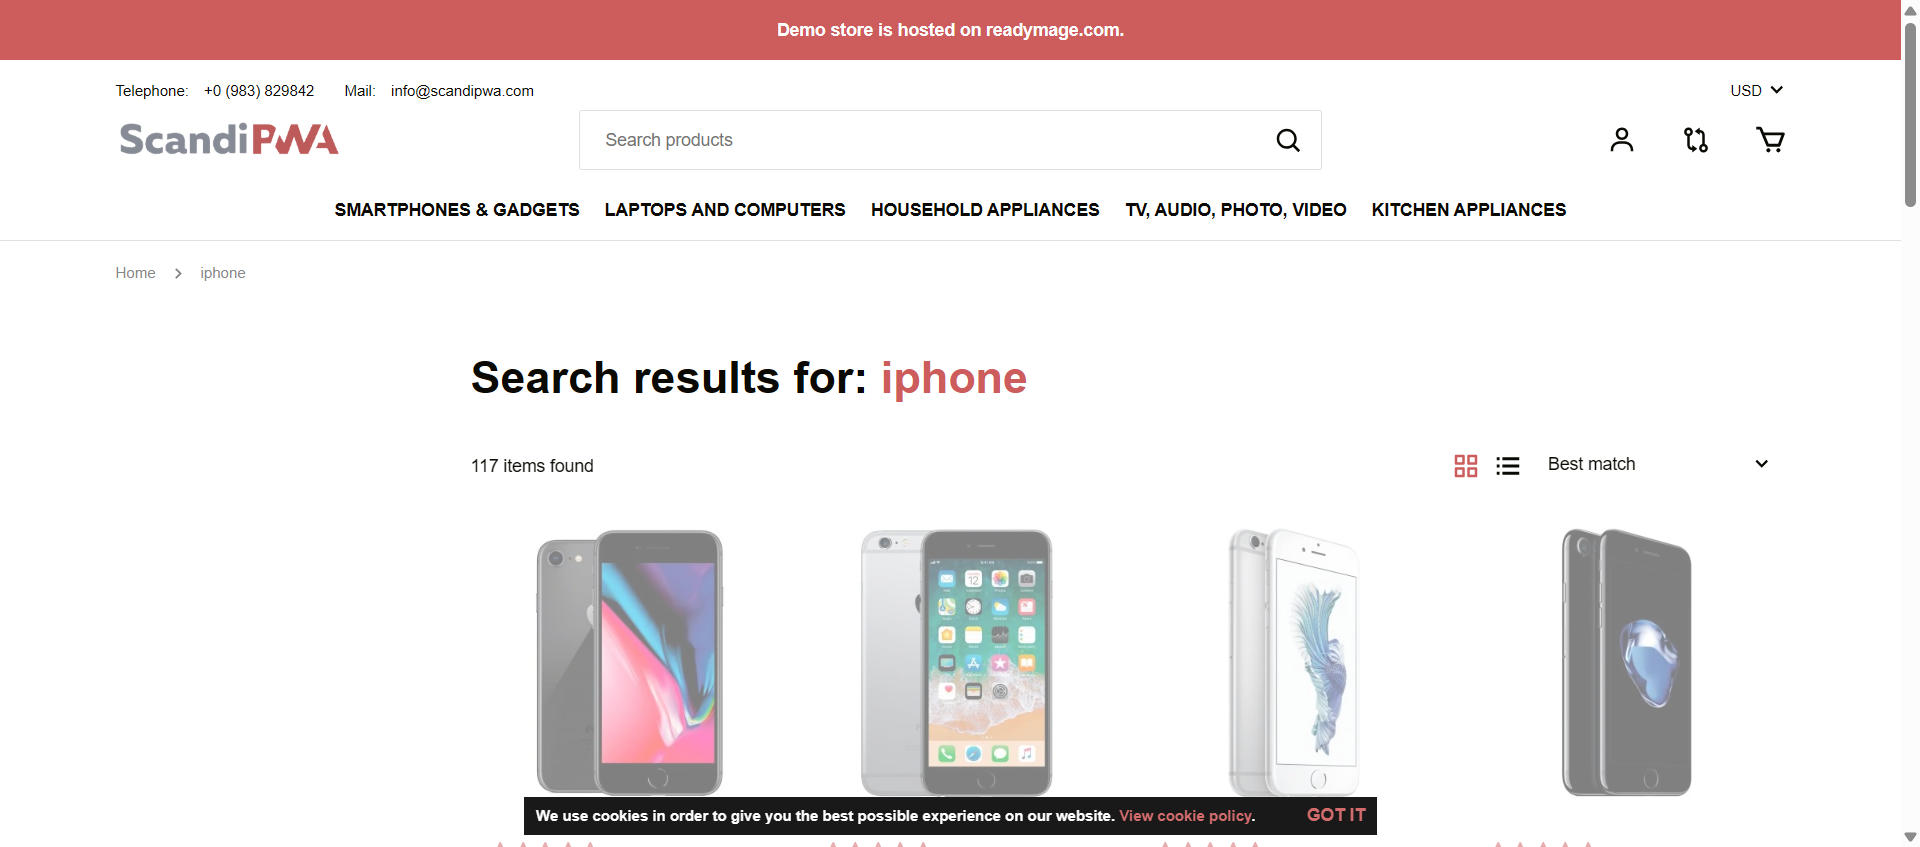 Demo store is hosted on readymage.com.
Telephone: +0 (983) 829842 Mail: info@scandipwa.com USD
ScandiPWA
Search products
SMARTPHONES & GADGETS LAPTOPS AND COMPUTERS HOUSEHOLD APPLIANCES TV, AUDIO, PHOTO, VIDEO KITCHEN APPLIANCES
Home iphone
Search results for: iphone
117 items found
Best match
12
We use cookies in order to give you the best possible experience on our website. View cookie policy. GOT IT